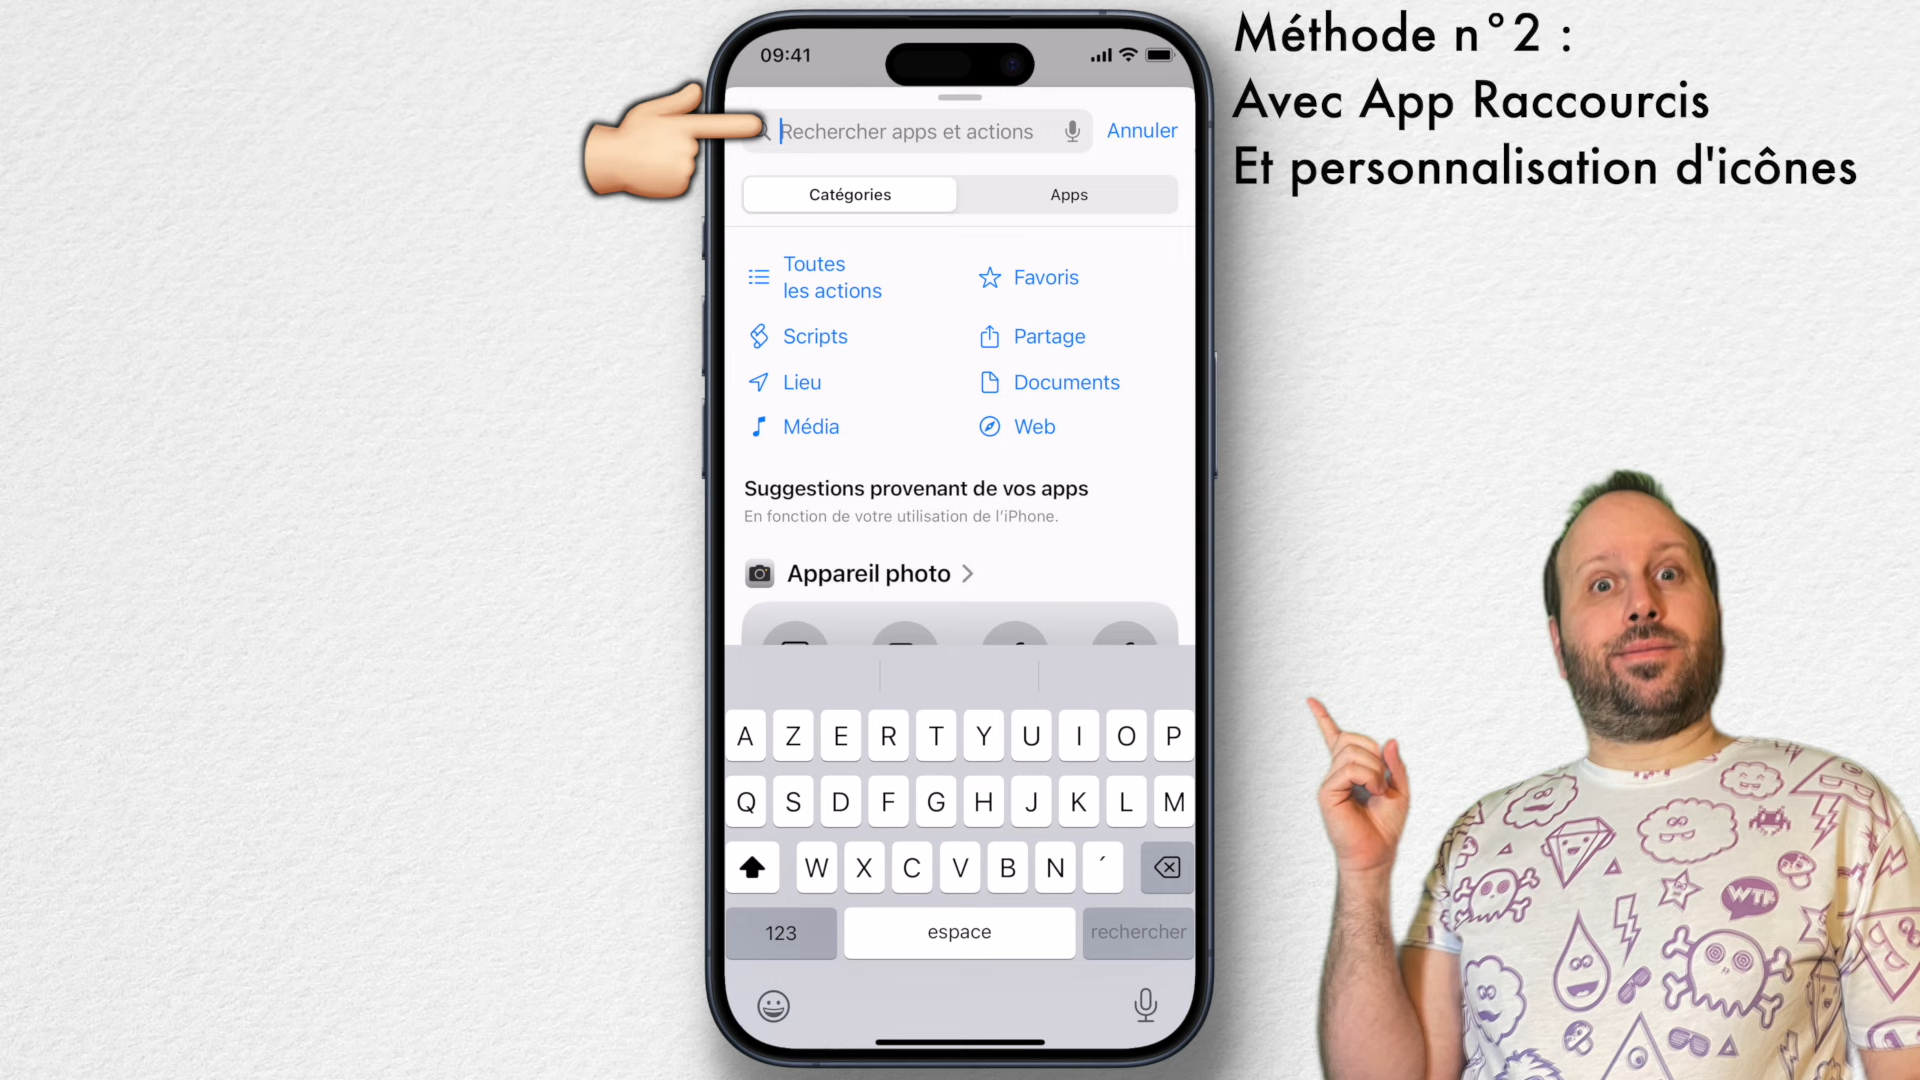 Méthode n°2 :
Avec App Raccourcis
Et personnalisation d'icônes
09:41
Rechercher apps et actions
Annuler
Catégories
Apps
Toutes
les actions
Favoris
Scripts
Partage
Lieu
Documents
Média
Web
Suggestions provenant de vos apps
En fonction de votre utilisation de l'iPhone.
Appareil photo
A Z E R T Y U I O P
Q S D F G H J K L M
W X C V B N ´
123
espace
rechercher
WTF